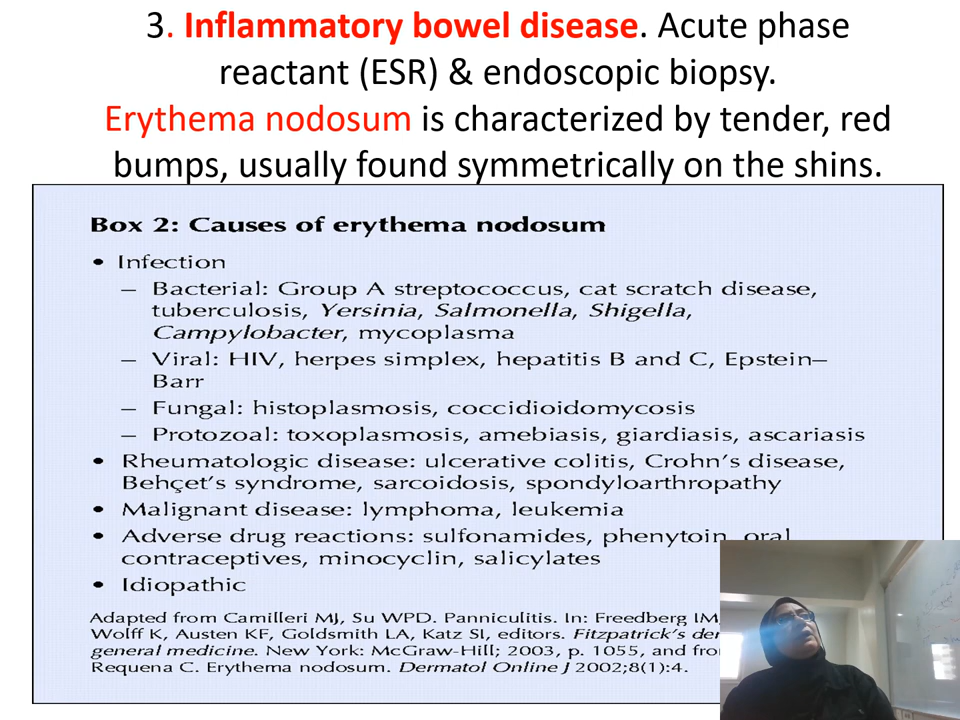 3. Inflammatory bowel disease. Acute phase
reactant (ESR) & endoscopic biopsy.
Erythema nodosum is characterized by tender, red
bumps, usually found symmetrically on the shins.
Box 2: Causes of erythema nodosum
• Infection
– Bacterial: Group A streptococcus, cat scratch disease,
tuberculosis, Yersinia, Salmonella, Shigella,
Campylobacter, mycoplasma
– Viral: HIV, herpes simplex, hepatitis B and C, Epstein–
Barr
– Fungal: histoplasmosis, coccidioidomycosis
– Protozoal: toxoplasmosis, amebiasis, giardiasis, ascariasis
• Rheumatologic disease: ulcerative colitis, Crohn's disease,
Behçet's syndrome, sarcoidosis, spondyloarthropathy
• Malignant disease: lymphoma, leukemia
• Adverse drug reactions: sulfonamides, phenytoin, oral
contraceptives, minocyclin, salicylates
• Idiopathic
Adapted from Camilleri MJ, Su WPD. Panniculitis. In: Freedberg IM,
Wolff K, Austen KF, Goldsmith LA, Katz SI, editors. Fitzpatrick's
general medicine. New York: McGraw-Hill; 2003, p. 1055, and
Requena C. Erythema nodosum. Dermatol Online J 2002;8(1):4.